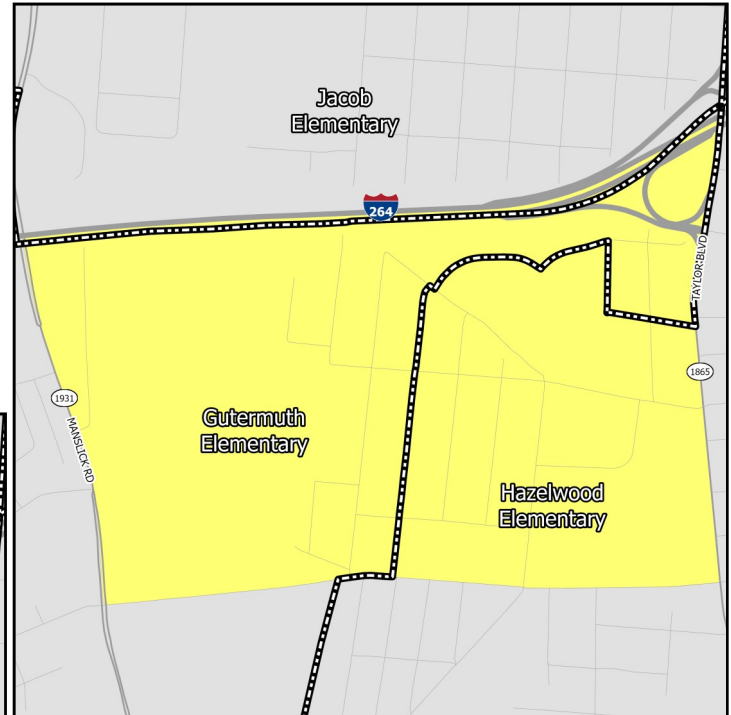 Jacob
Elementary
264
TAYLOR BLVD
1865
1931
MANSLICK RD
Gutermuth
Elementary
Hazelwood
Elementary